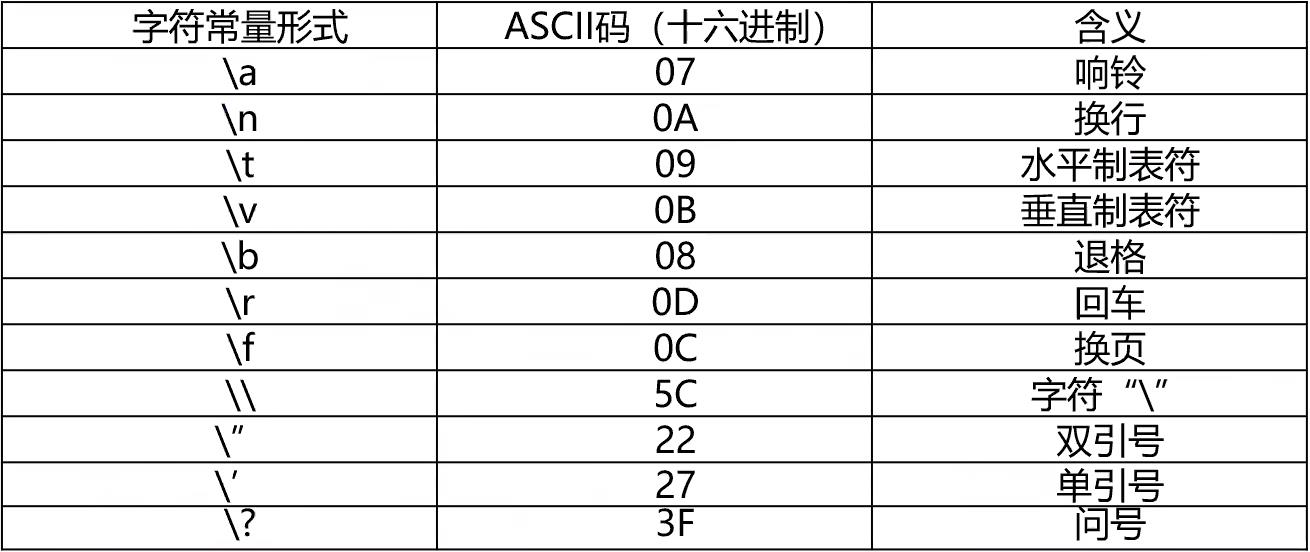 字符常量形式 ASCII码（十六进制） 含义
\a 07 响铃
\n 0A 换行
\t 09 水平制表符
\v 0B 垂直制表符
\b 08 退格
\r 0D 回车
\f 0C 换页
\\ 5C 字符“\”
\” 22 双引号
\’ 27 单引号
\? 3F 问号